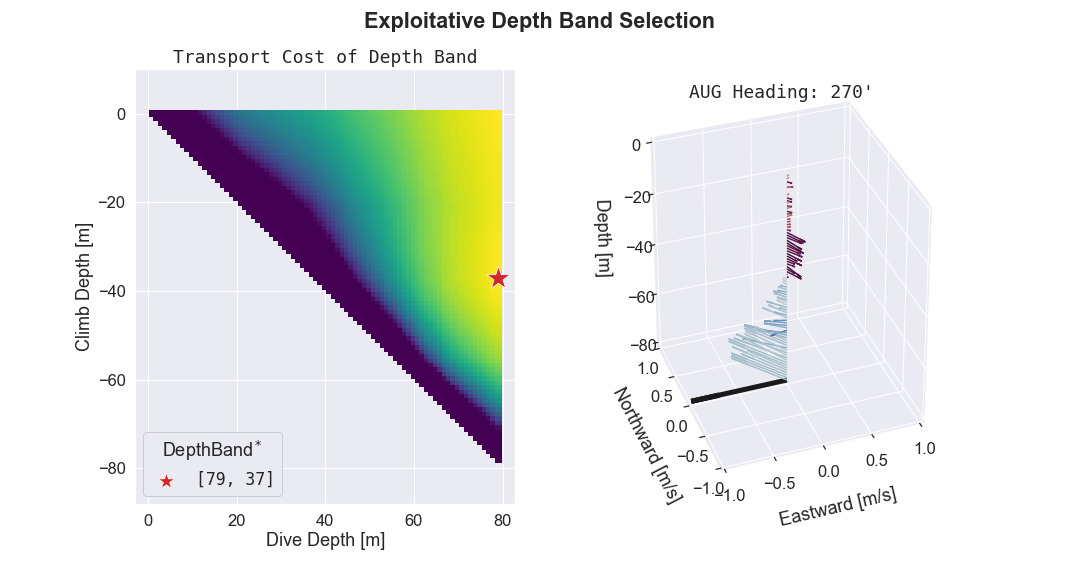 Exploitative Depth Band Selection
Transport Cost of Depth Band
0
−20
−40
−60
−80
Climb Depth [m]
0
20
40
60
80
Dive Depth [m]
DepthBand*
[79, 37]
AUG Heading: 270'
0
−20
−40
−60
−80
Depth [m]
1.0
0.5
0.0
−0.5
−1.0
Northward [m/s]
−1.0
−0.5
0.0
0.5
1.0
Eastward [m/s]